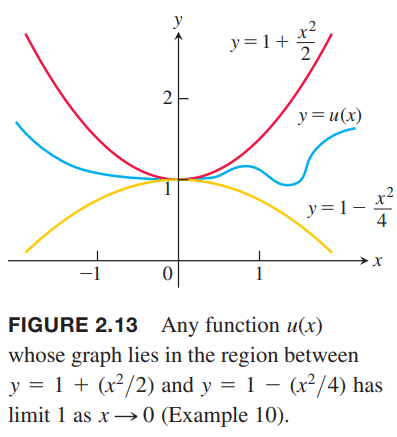 y
y = 1 + x²/2
2
y = u(x)
1
y = 1 − x²/4
x
−1
0
1
FIGURE 2.13 Any function u(x)
whose graph lies in the region between
y = 1 + (x²/2) and y = 1 − (x²/4) has
limit 1 as x → 0 (Example 10).